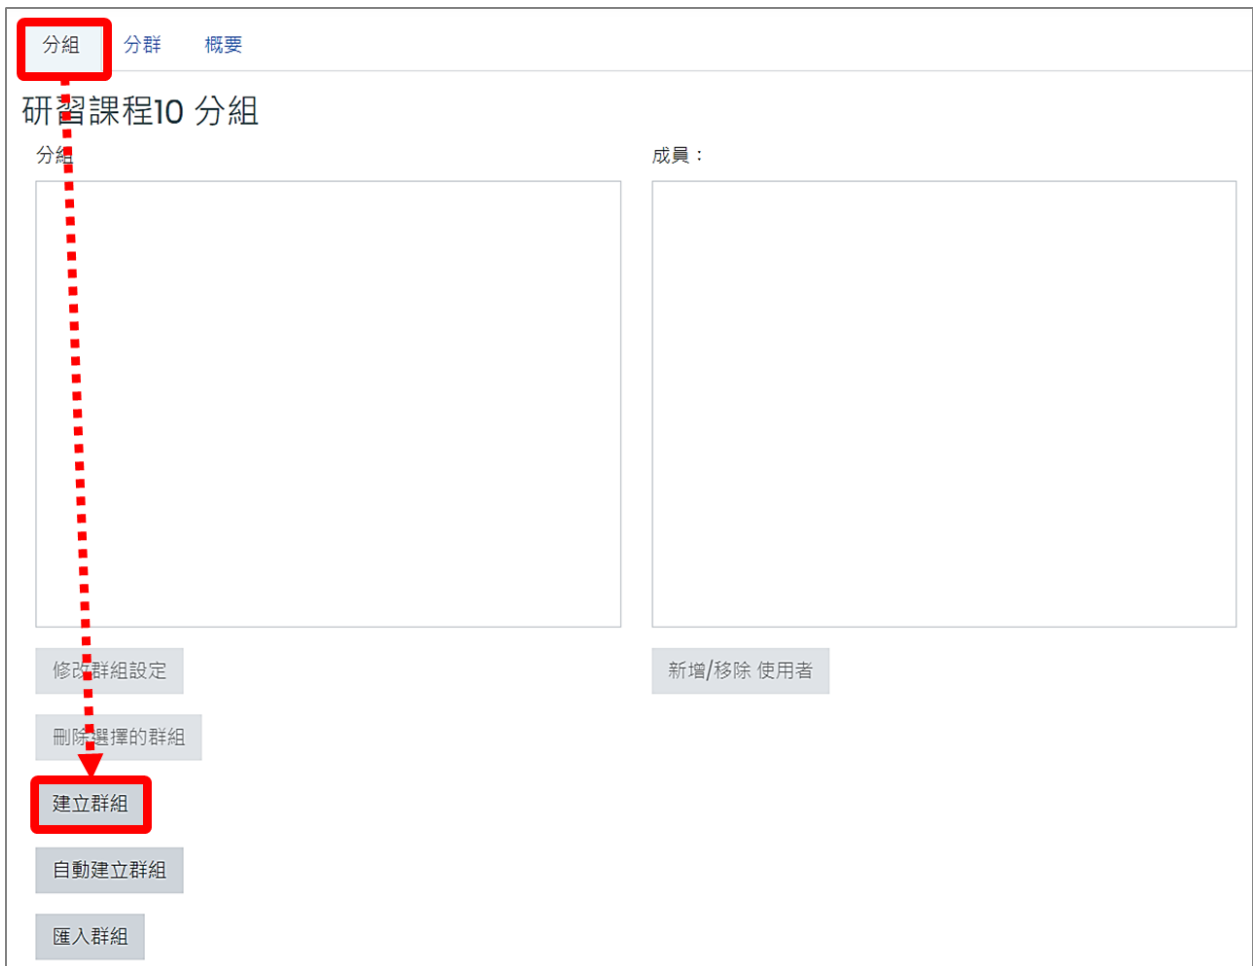 分組 分群 概要
研習課程10 分組
分組
成員：
修改群組設定
新增/移除 使用者
刪除選擇的群組
建立群組
自動建立群組
匯入群組